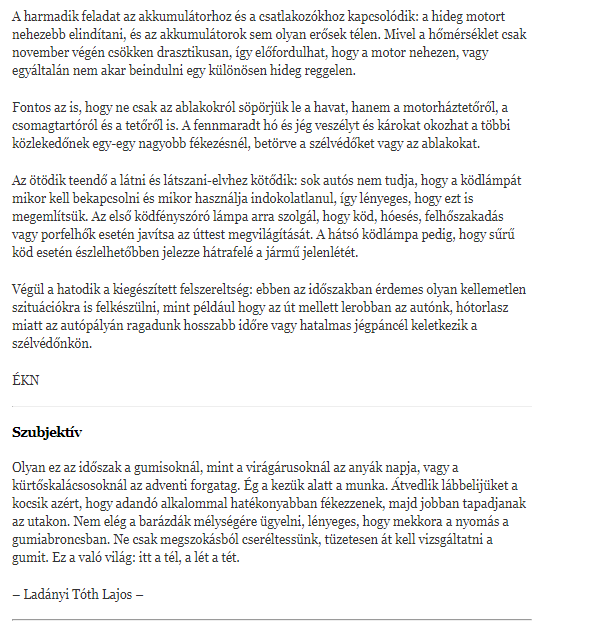 A harmadik feladat az akkumulátorhoz és a csatlakozókhoz kapcsolódik: a hideg motort
nehezebb elindítani, és az akkumulátorok sem olyan erősek télen. Mivel a hőmérséklet csak
november végén csökken drasztikusan, így előfordulhat, hogy a motor nehezen, vagy
egyáltalán nem akar beindulni egy különösen hideg reggelen.
Fontos az is, hogy ne csak az ablakokról söpörjük le a havat, hanem a motorháztetőről, a
csomagtartóról és a tetőről is. A fennmaradt hó és jég veszélyt és károkat okozhat a többi
közlekedőnek egy-egy nagyobb fékezésnél, betörve a szélvédőket vagy az ablakokat.
Az ötödik teendő a látni és látszani-elvhez kötődik: sok autós nem tudja, hogy a ködlámpát
mikor kell bekapcsolni és mikor használja indokolatlanul, így lényeges, hogy ezt is
megemlítsük. Az első ködfényszóró lámpa arra szolgál, hogy köd, hóesés, felhőszakadás
vagy porfelhők esetén javítsa az úttest megvilágítását. A hátsó ködlámpa pedig, hogy sűrű
köd esetén észlelhetőbben jelezze hátrafelé a jármű jelenlétét.
Végül a hatodik a kiegészített felszereltség: ebben az időszakban érdemes olyan kellemetlen
szituációkra is felkészülni, mint például hogy az út mellett lerobban az autónk, hótorlasz
miatt az autópályán ragadunk hosszabb időre vagy hatalmas jégpáncél keletkezik a
szélvédőnkön.
ÉKN
Szubjektív
Olyan ez az időszak a gumisoknál, mint a virágárusoknál az anyák napja, vagy a
kürtőskalácsosoknál az adventi forgatag. Ég a kezük alatt a munka. Átvedlik lábbelijüket a
kocsik azért, hogy adandó alkalommal hatékonyabban fékezzenek, majd jobban tapadjanak
az utakon. Nem elég a barázdák mélységére ügyelni, lényeges, hogy mekkora a nyomás a
gumiabroncsban. Ne csak megszokásból cseréltessünk, tüzetesen át kell vizsgáltatni a
gumit. Ez a való világ: itt a tél, a lét a tét.
– Ladányi Tóth Lajos –